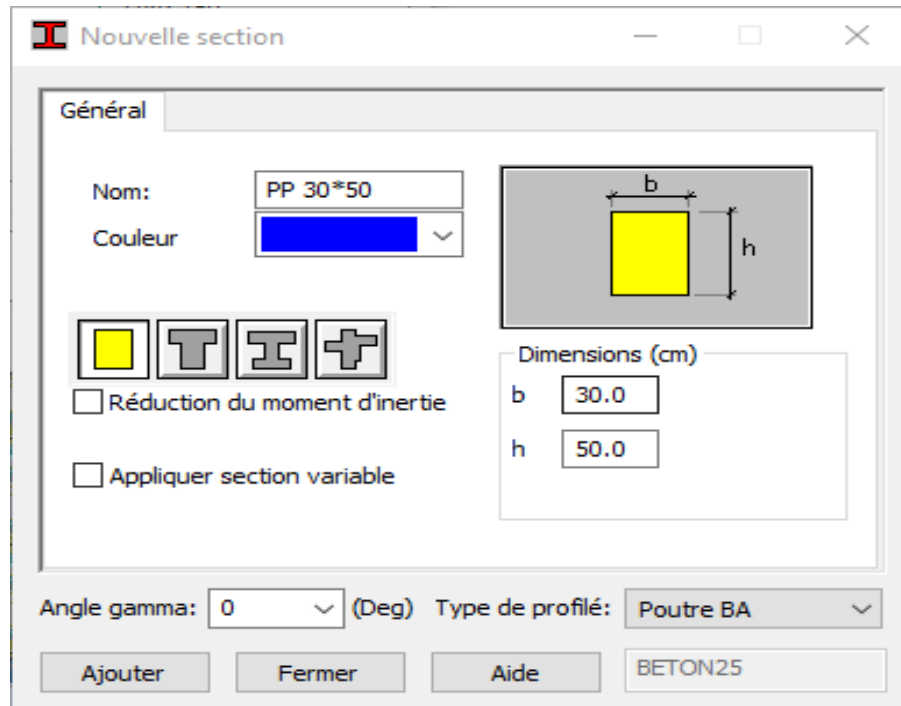 Nouvelle section
Général
Nom: PP 30*50
Couleur
b
h
Réduction du moment d'inertie
Appliquer section variable
Dimensions (cm)
b 30.0
h 50.0
Angle gamma: 0 (Deg) Type de profilé: Poutre BA
Ajouter Fermer Aide BETON25